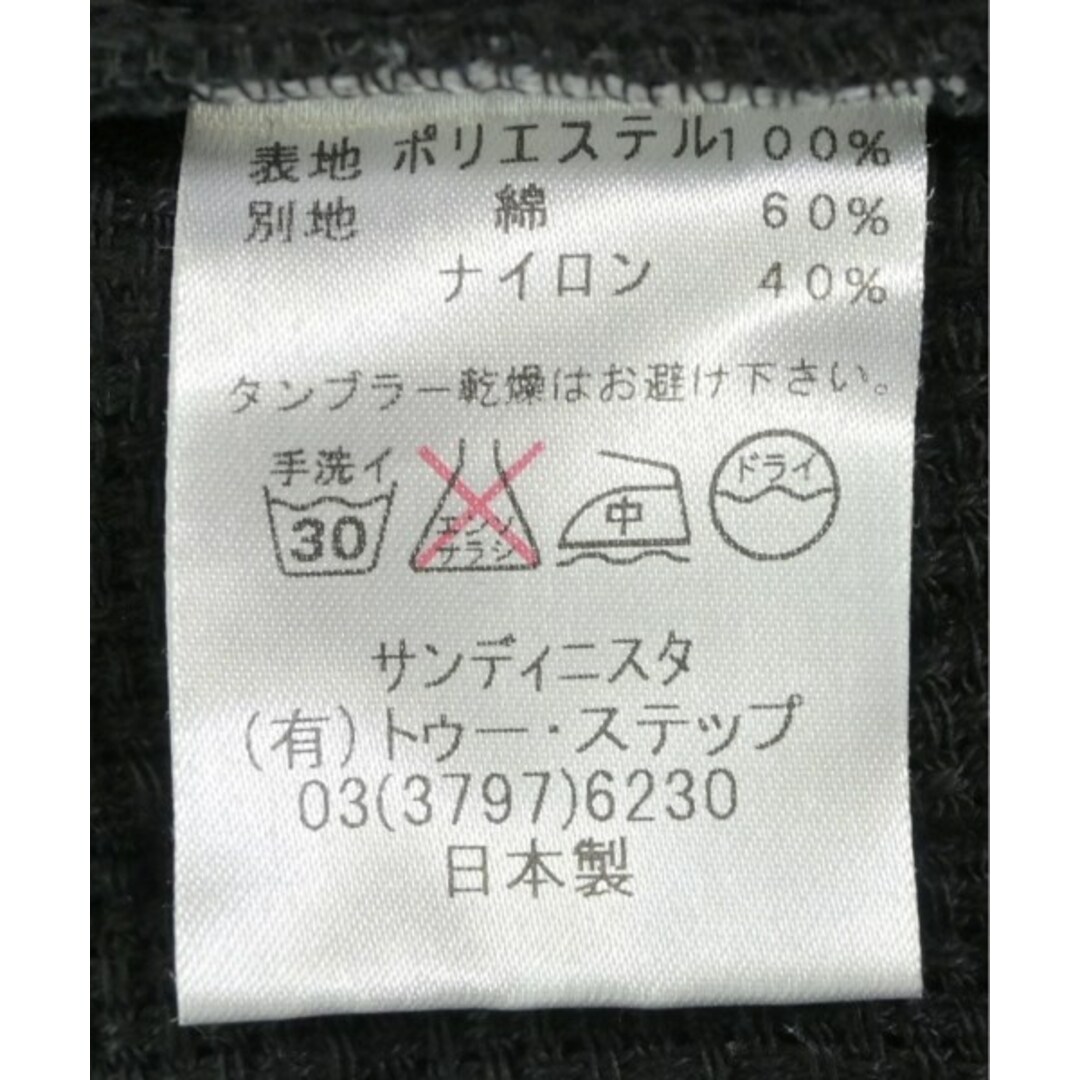 表地 ポリエステル100%
別地 綿 60%
ナイロン 40%
タンブラー乾燥はお避け下さい。
手洗イ 30 エンソサラシ 中 ドライ
サンディニスタ
(有)トゥー・ステップ
03(3797)6230
日本製